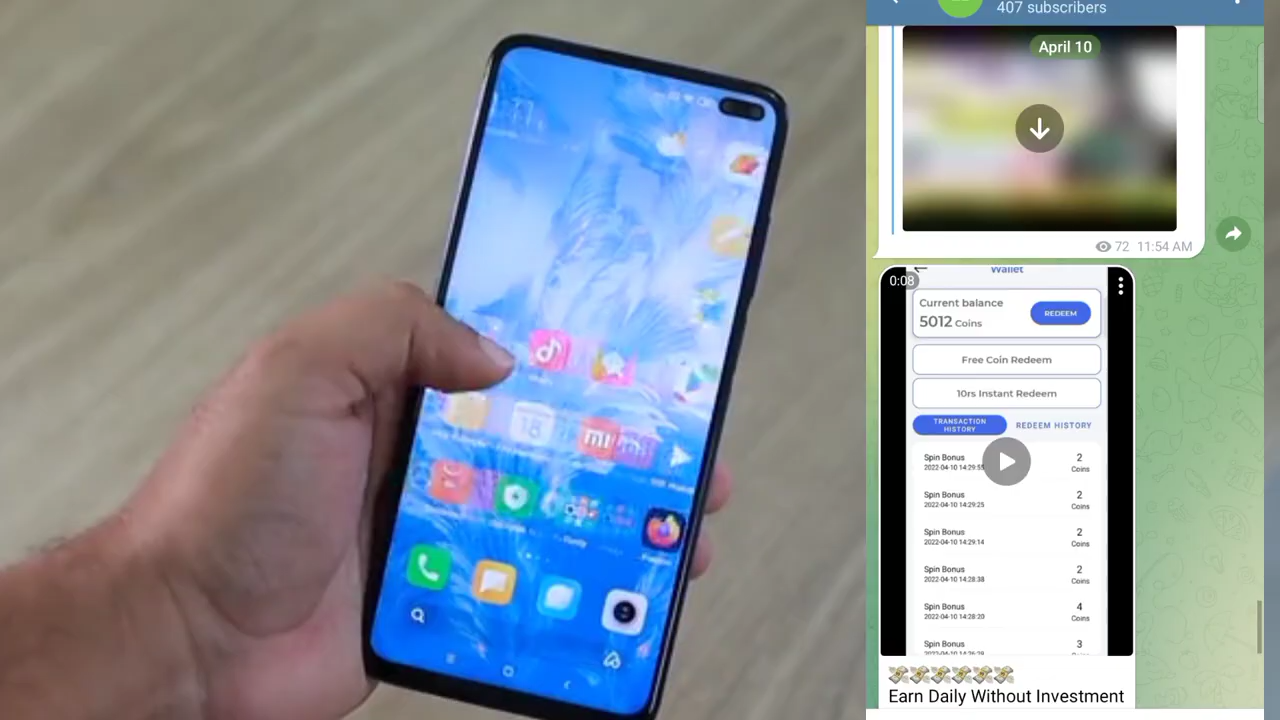 407 subscribers
April 10
72 11:54 AM
0:08
Wallet
Current balance
5012 Coins
REDEEM
Free Coin Redeem
10rs Instant Redeem
TRANSACTION
HISTORY
REDEEM HISTORY
Spin Bonus
2
2022-04-10 14:29:55
Coins
Spin Bonus
2
2022-04-10 14:29:25
Coins
Spin Bonus
2
2022-04-10 14:29:14
Coins
Spin Bonus
2
2022-04-10 14:28:38
Coins
Spin Bonus
4
2022-04-10 14:28:20
Coins
Spin Bonus
3
💸💸💸💸💸💸
Earn Daily Without Investment